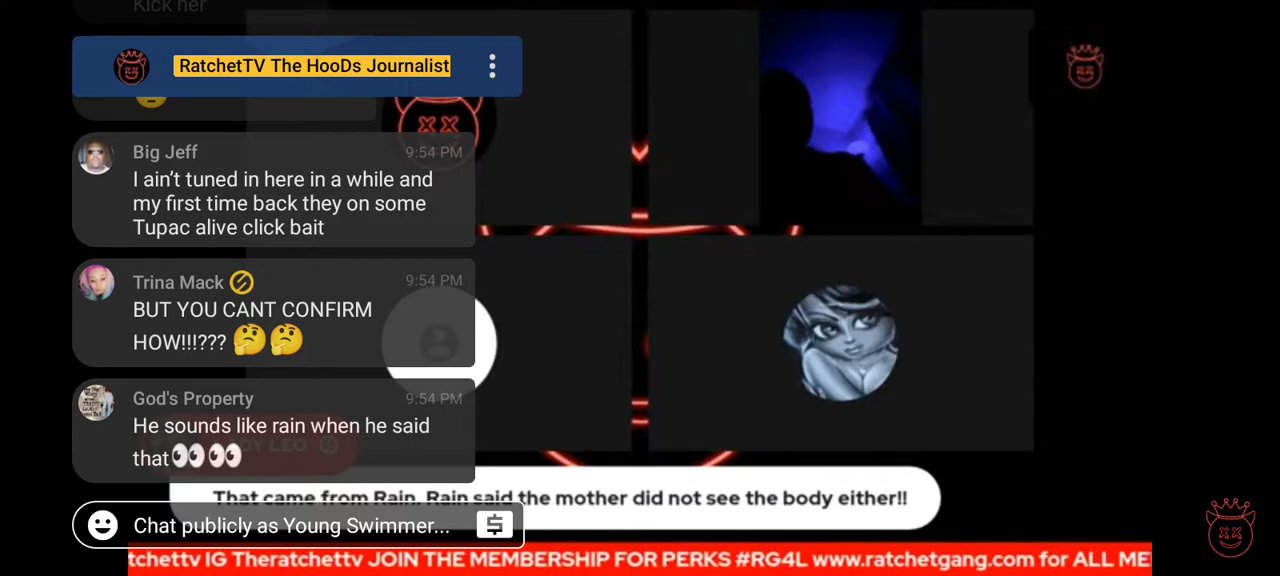 Kick her
RatchetTV The HooDs Journalist
Big Jeff
9:54 PM
I ain't tuned in here in a while and
my first time back they on some
Tupac alive click bait
Trina Mack
9:54 PM
BUT YOU CANT CONFIRM
HOW!!!??? 🤔🤔
God's Property
9:54 PM
He sounds like rain when he said
that👀👀
DY LEO
That came from Rain. Rain said the mother did not see the body either!!
Chat publicly as Young Swimmer...
tchettv IG Theratchettv JOIN THE MEMBERSHIP FOR PERKS #RG4L www.ratchetgang.com for ALL ME